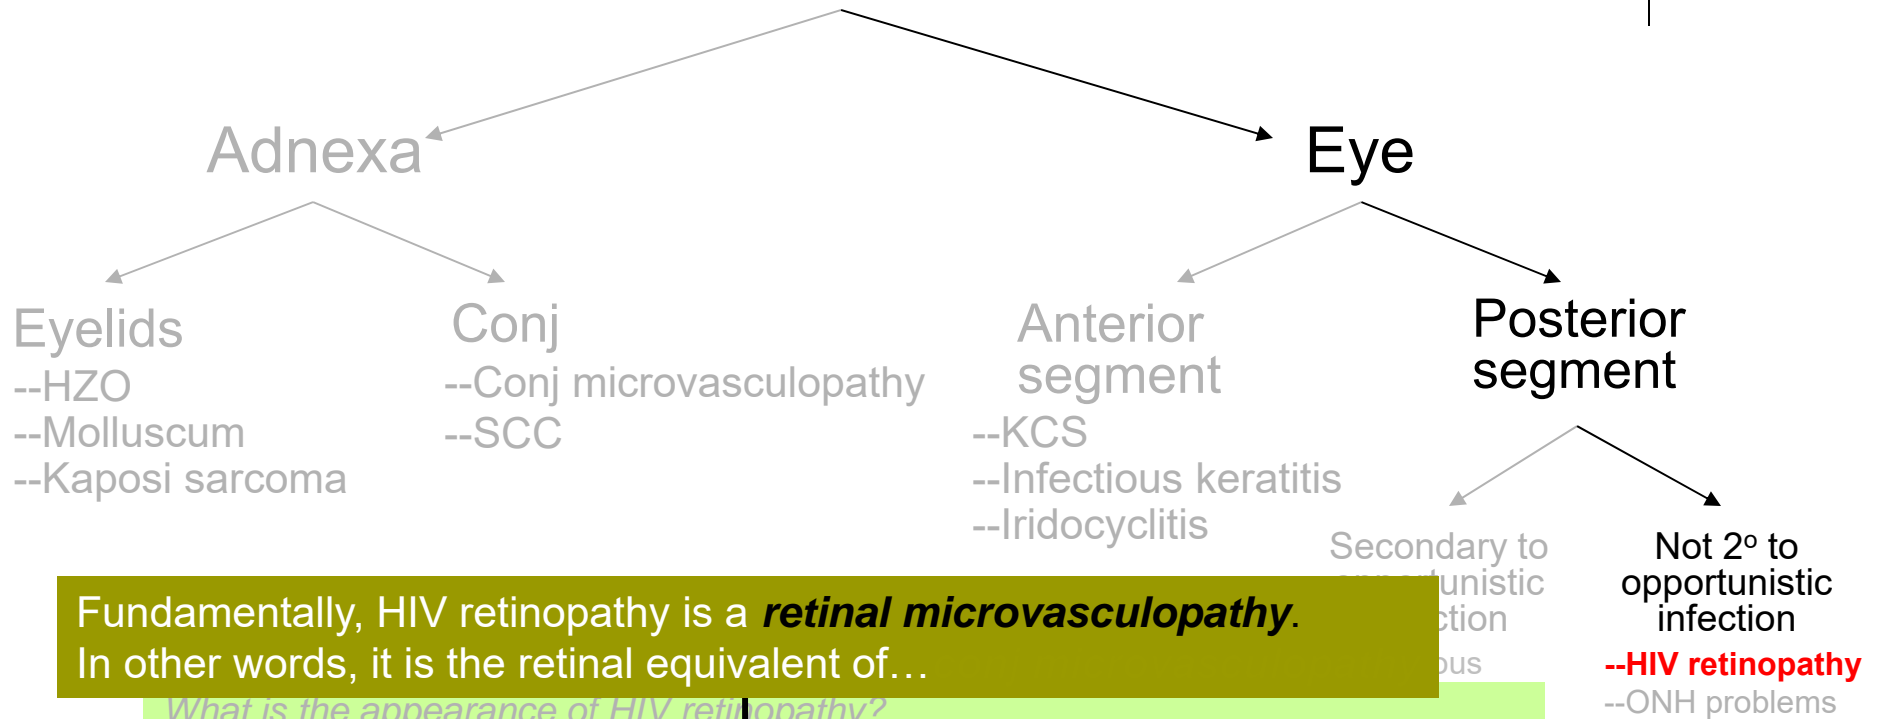 Adnexa
Eye
Eyelids
--HZO
--Molluscum
--Kaposi sarcoma
Conj
--Conj microvasculopathy
--SCC
Anterior
segment
--KCS
--Infectious keratitis
--Iridocyclitis
Posterior
segment
Secondary to
Not 2º to
opportunistic
infection
--HIV retinopathy
--ONH problems
Fundamentally, HIV retinopathy is a retinal microvasculopathy.
In other words, it is the retinal equivalent of…
What is the appearance of HIV retinopathy?